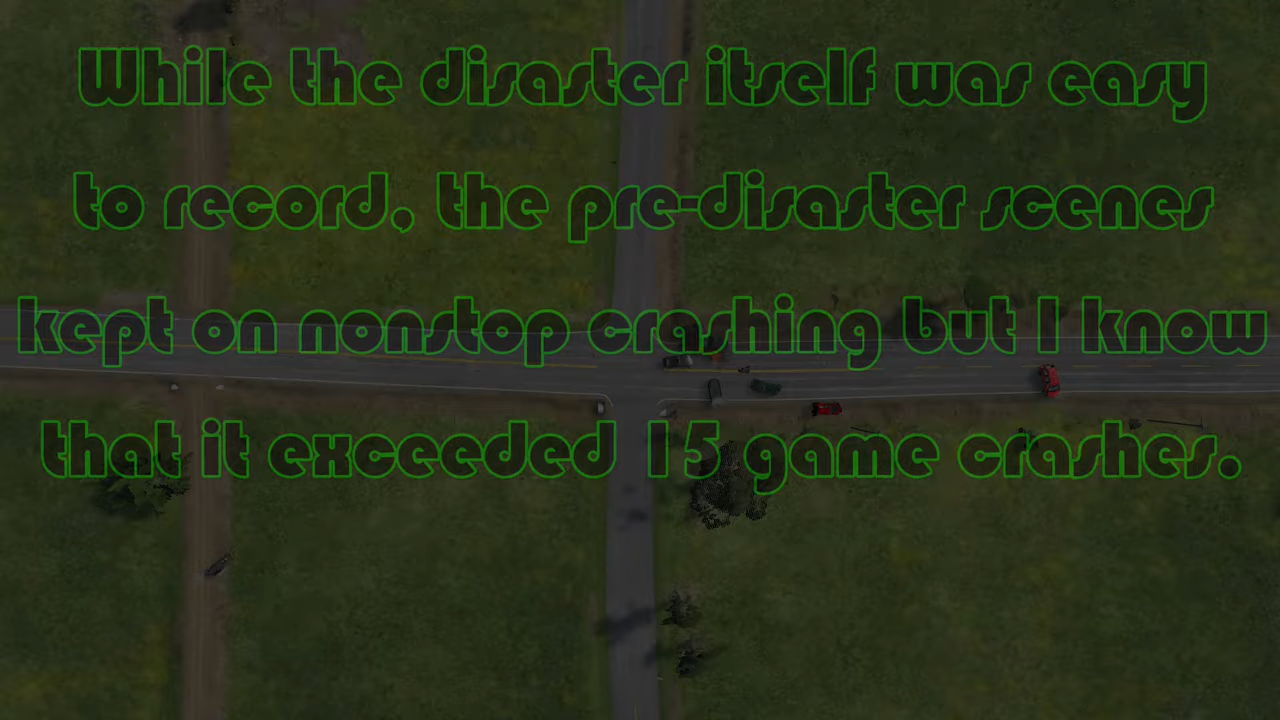 While the disaster itself was easy
to record, the pre-disaster scenes
kept on nonstop crashing but I know
that it exceeded 15 game crashes.